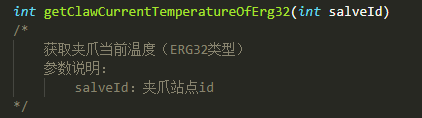 int getClawCurrentTemperatureOfErg32(int salveId)
/*
获取夹爪当前温度（ERG32类型）
参数说明：
salveId：夹爪站点id
*/